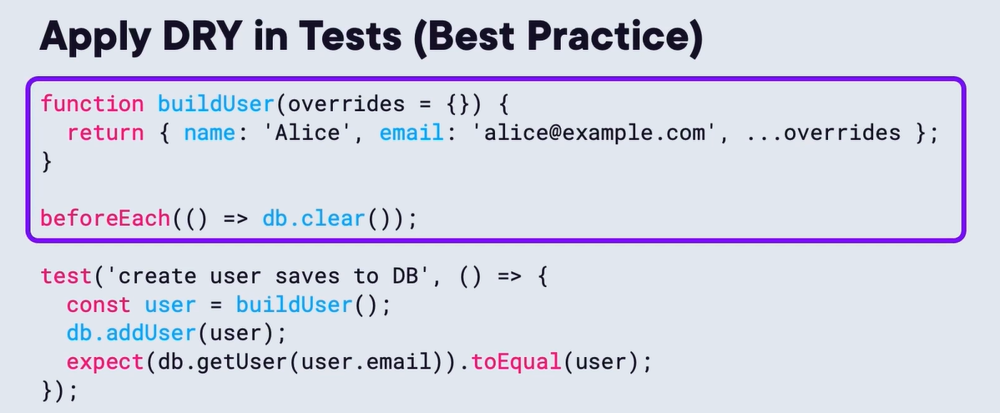 Apply DRY in Tests (Best Practice)
function buildUser(overrides = {}) {
  return { name: 'Alice', email: 'alice@example.com', ...overrides };
}

beforeEach(() => db.clear());

test('create user saves to DB', () => {
  const user = buildUser();
  db.addUser(user);
  expect(db.getUser(user.email)).toEqual(user);
});